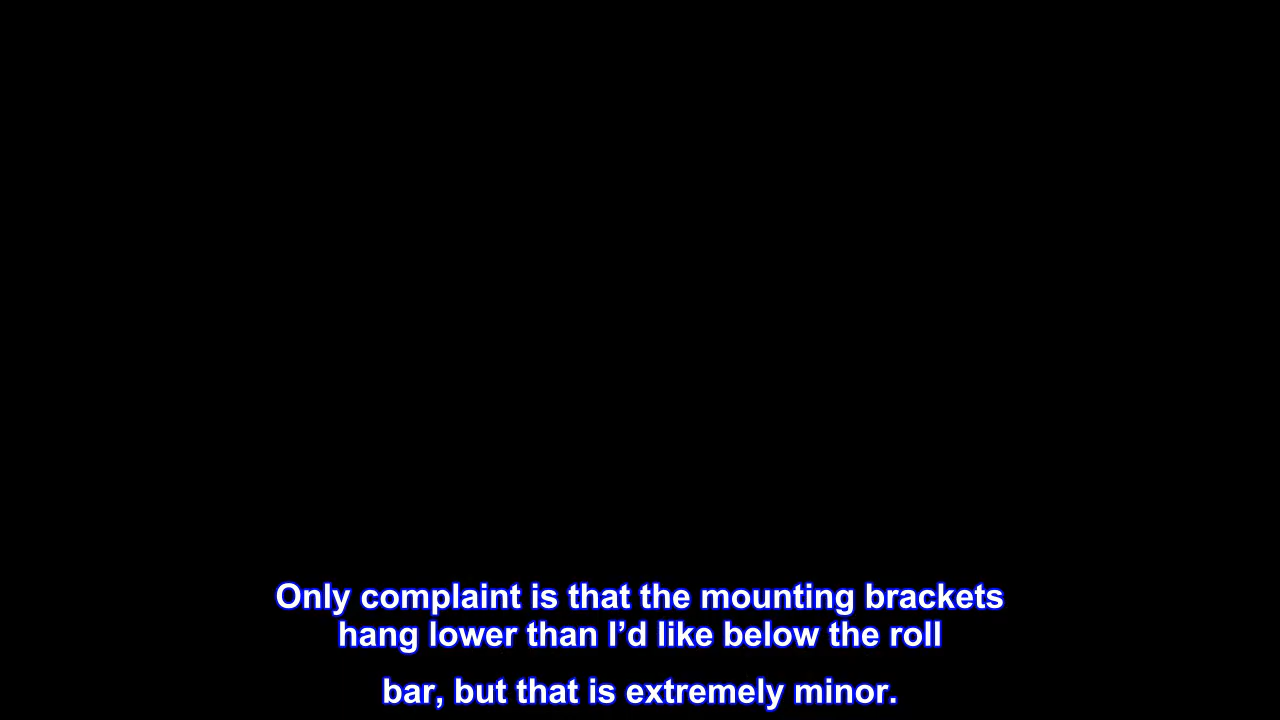 Only complaint is that the mounting brackets
hang lower than I’d like below the roll
bar, but that is extremely minor.